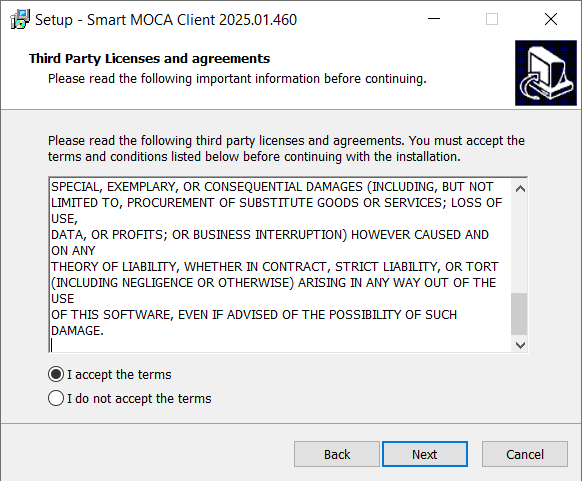 Setup - Smart MOCA Client 2025.01.460
Third Party Licenses and agreements
Please read the following important information before continuing.
Please read the following third party licenses and agreements. You must accept the
terms and conditions listed below before continuing with the installation.
SPECIAL, EXEMPLARY, OR CONSEQUENTIAL DAMAGES (INCLUDING, BUT NOT
LIMITED TO, PROCUREMENT OF SUBSTITUTE GOODS OR SERVICES; LOSS OF
USE,
DATA, OR PROFITS; OR BUSINESS INTERRUPTION) HOWEVER CAUSED AND
ON ANY
THEORY OF LIABILITY, WHETHER IN CONTRACT, STRICT LIABILITY, OR TORT
(INCLUDING NEGLIGENCE OR OTHERWISE) ARISING IN ANY WAY OUT OF THE
USE
OF THIS SOFTWARE, EVEN IF ADVISED OF THE POSSIBILITY OF SUCH
DAMAGE.
I accept the terms
I do not accept the terms
Back
Next
Cancel